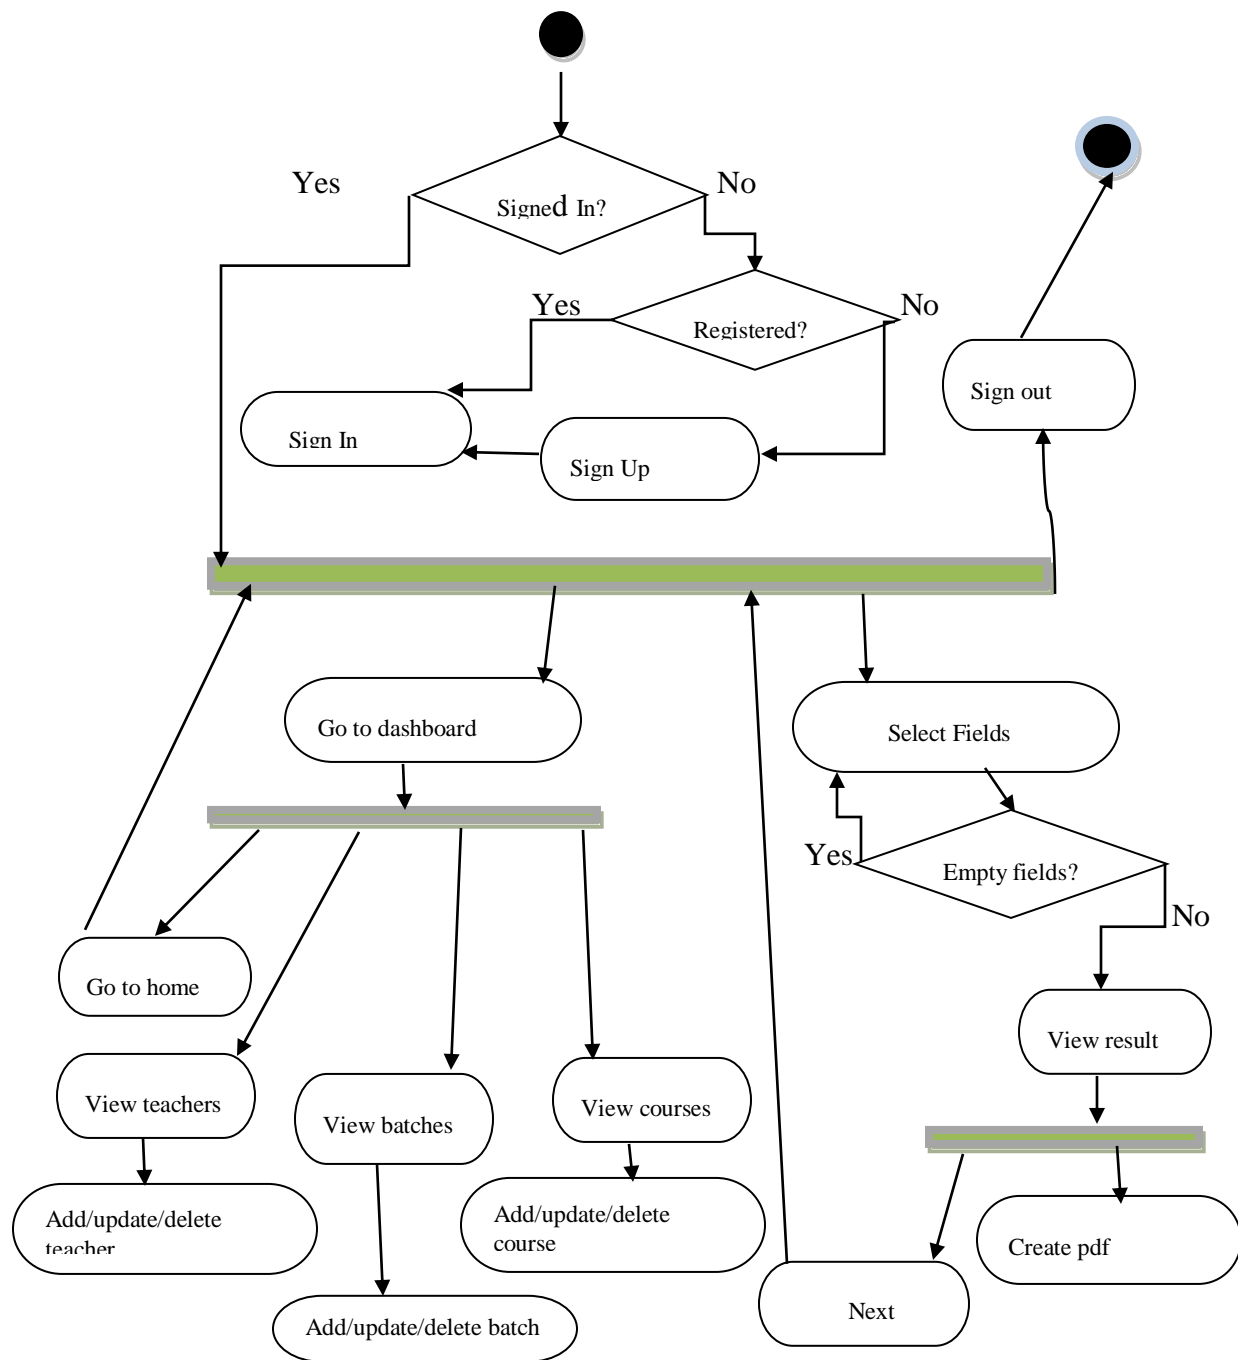 Yes
No
Signed In?
Yes
No
Registered?
Sign out
Sign In
Sign Up
Go to dashboard
Select Fields
Yes
Empty fields?
No
Go to home
View result
View teachers
View batches
View courses
Add/update/delete
teacher
Add/update/delete
course
Create pdf
Next
Add/update/delete batch